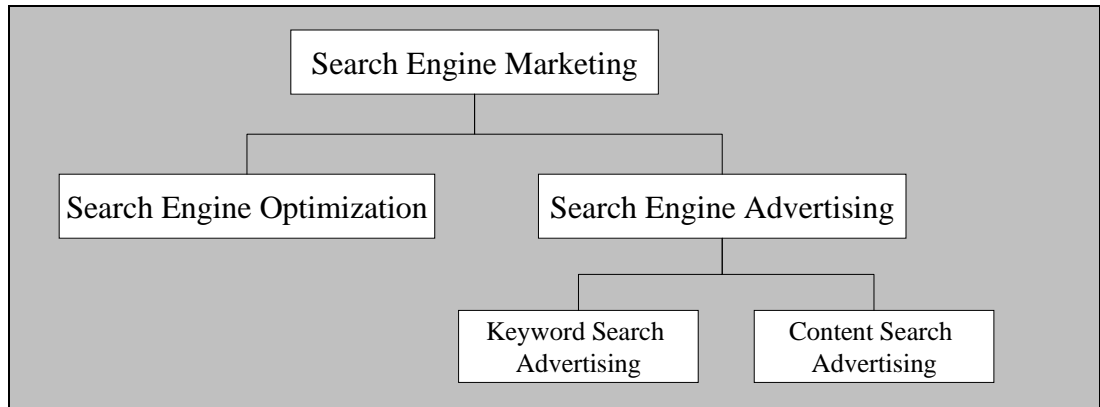 Search Engine Marketing
Search Engine Optimization
Search Engine Advertising
Keyword Search
Advertising
Content Search
Advertising